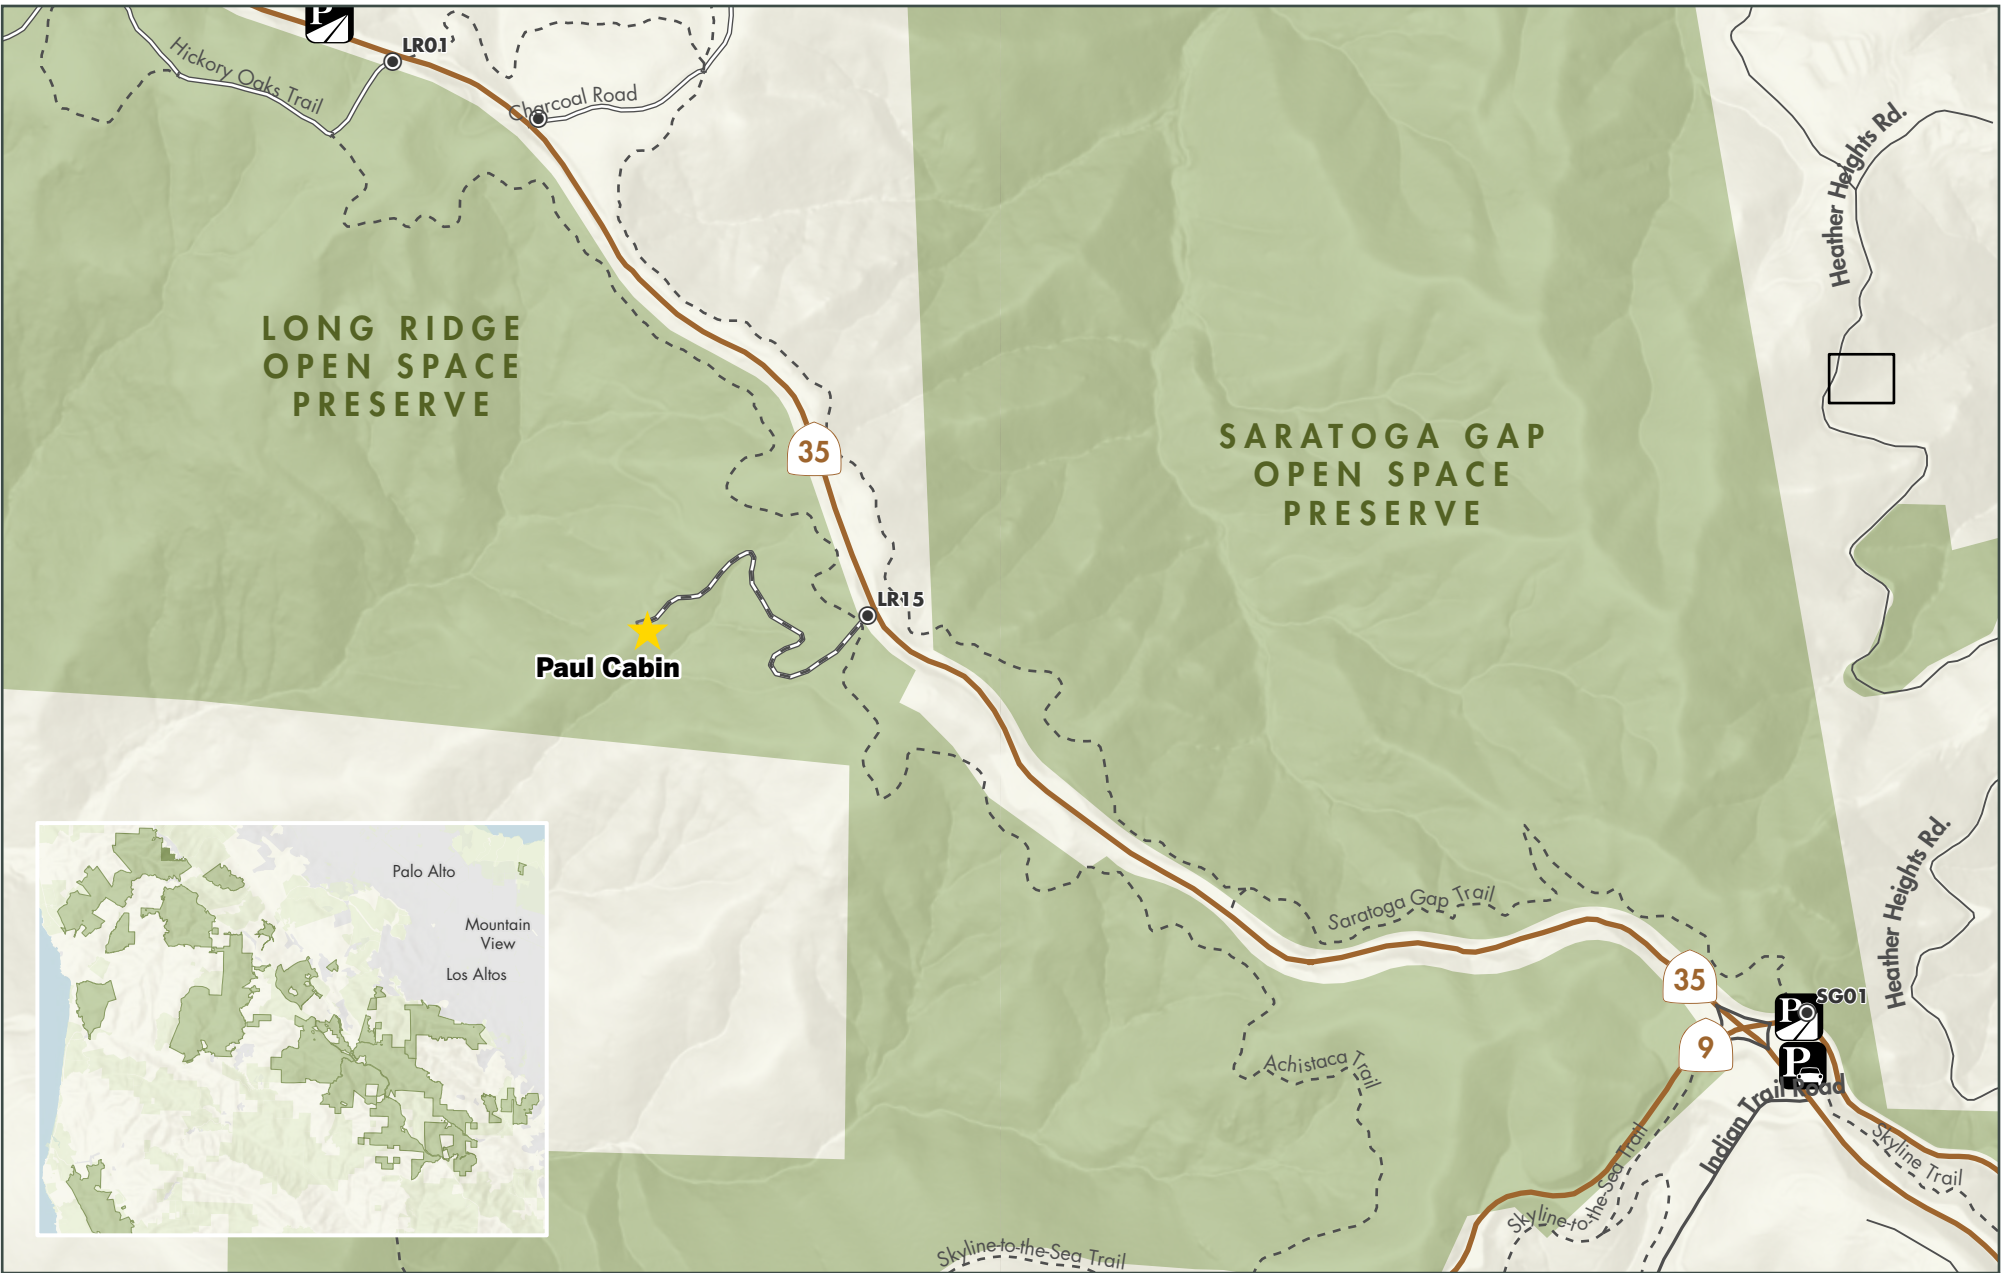 P
LR01
Hickory Oaks Trail
Charcoal Road
Heather Heights Rd.
LONG RIDGE
OPEN SPACE
PRESERVE
SARATOGA GAP
OPEN SPACE
PRESERVE
35
LR15
Paul Cabin
Palo Alto
Mountain
View
Los Altos
Saratoga Gap Trail
Heather Heights Rd.
35
SG01
P
9
P
Achistaca Trail
Indian Trail Road
Skyline Trail
Skyline-to-the-Sea Trail
Skyline-to-the-Sea Trail